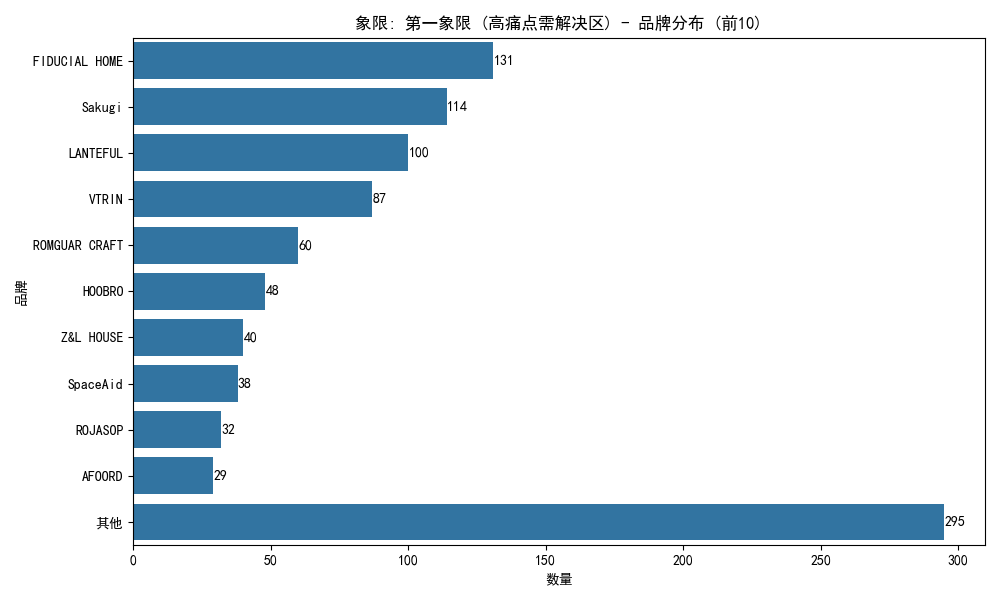 象限: 第一象限 (高痛点需解决区) - 品牌分布 (前10)
品牌
FIDUCIAL HOME 131
Sakugi 114
LANTEFUL 100
VTRIN 87
ROMGUAR CRAFT 60
HOOBRO 48
Z&L HOUSE 40
SpaceAid 38
ROJASOP 32
AFOORD 29
其他 295
0 50 100 150 200 250 300
数量